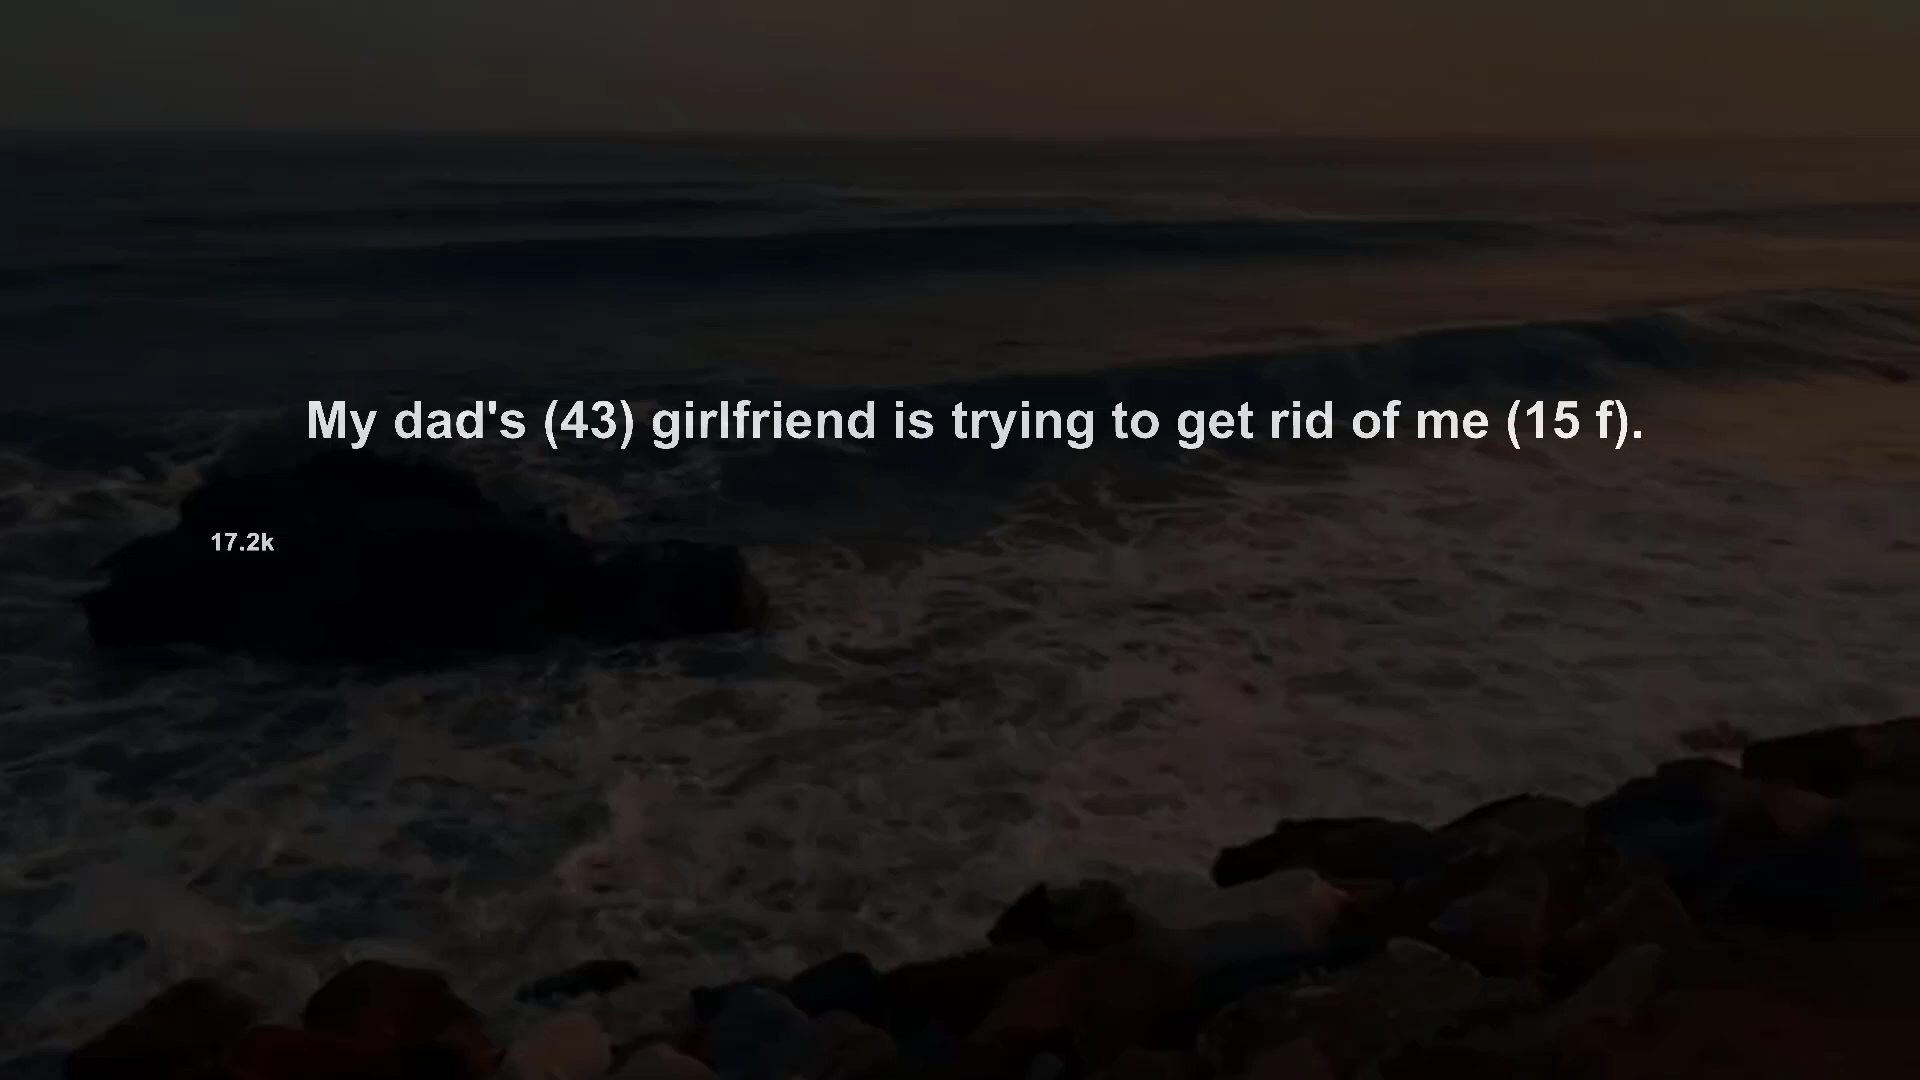 My dad's (43) girlfriend is trying to get rid of me (15 f).
17.2k